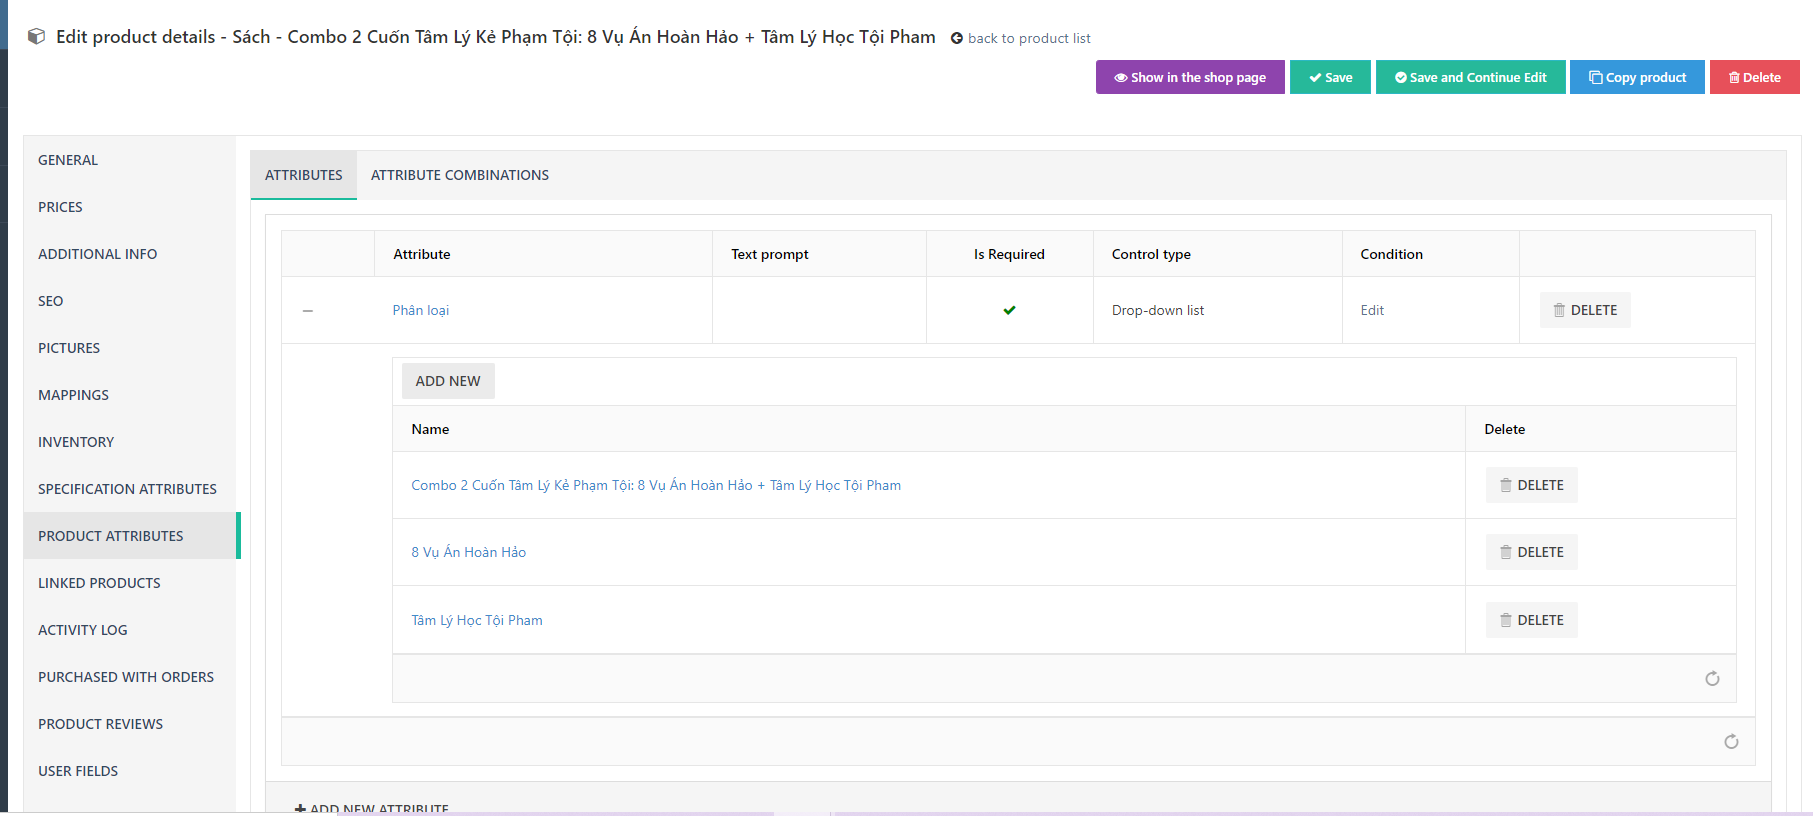 Edit product details - Sách - Combo 2 Cuốn Tâm Lý Kẻ Phạm Tội: 8 Vụ Án Hoàn Hảo + Tâm Lý Học Tội Pham back to product list
Show in the shop page Save Save and Continue Edit Copy product Delete
GENERAL
PRICES
ADDITIONAL INFO
SEO
PICTURES
MAPPINGS
INVENTORY
SPECIFICATION ATTRIBUTES
PRODUCT ATTRIBUTES
LINKED PRODUCTS
ACTIVITY LOG
PURCHASED WITH ORDERS
PRODUCT REVIEWS
USER FIELDS
ATTRIBUTES ATTRIBUTE COMBINATIONS
Attribute Text prompt Is Required Control type Condition
Phân loại Drop-down list Edit DELETE
ADD NEW
Name Delete
Combo 2 Cuốn Tâm Lý Kẻ Phạm Tội: 8 Vụ Án Hoàn Hảo + Tâm Lý Học Tội Pham DELETE
8 Vụ Án Hoàn Hảo DELETE
Tâm Lý Học Tội Pham DELETE
+ ADD NEW ATTRIBUTE